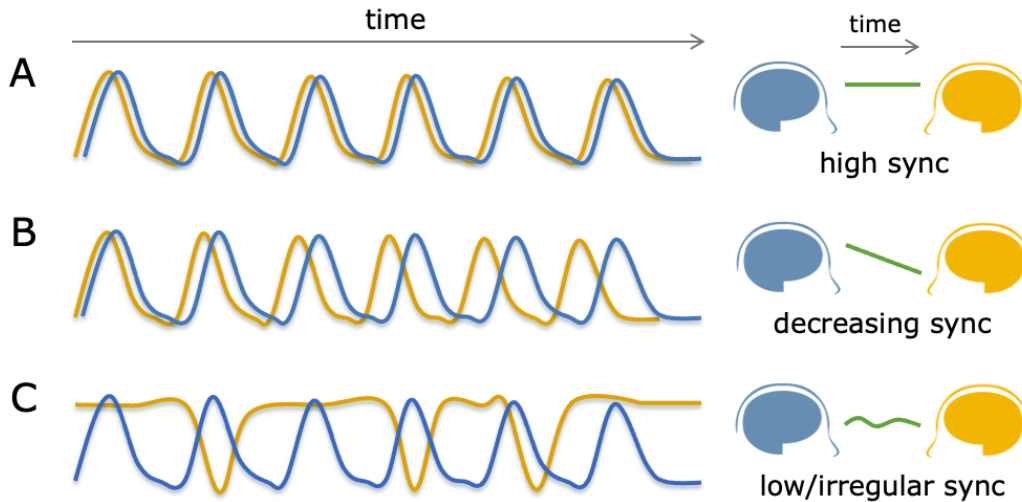 time
time
A
high sync
B
decreasing sync
C
low/irregular sync